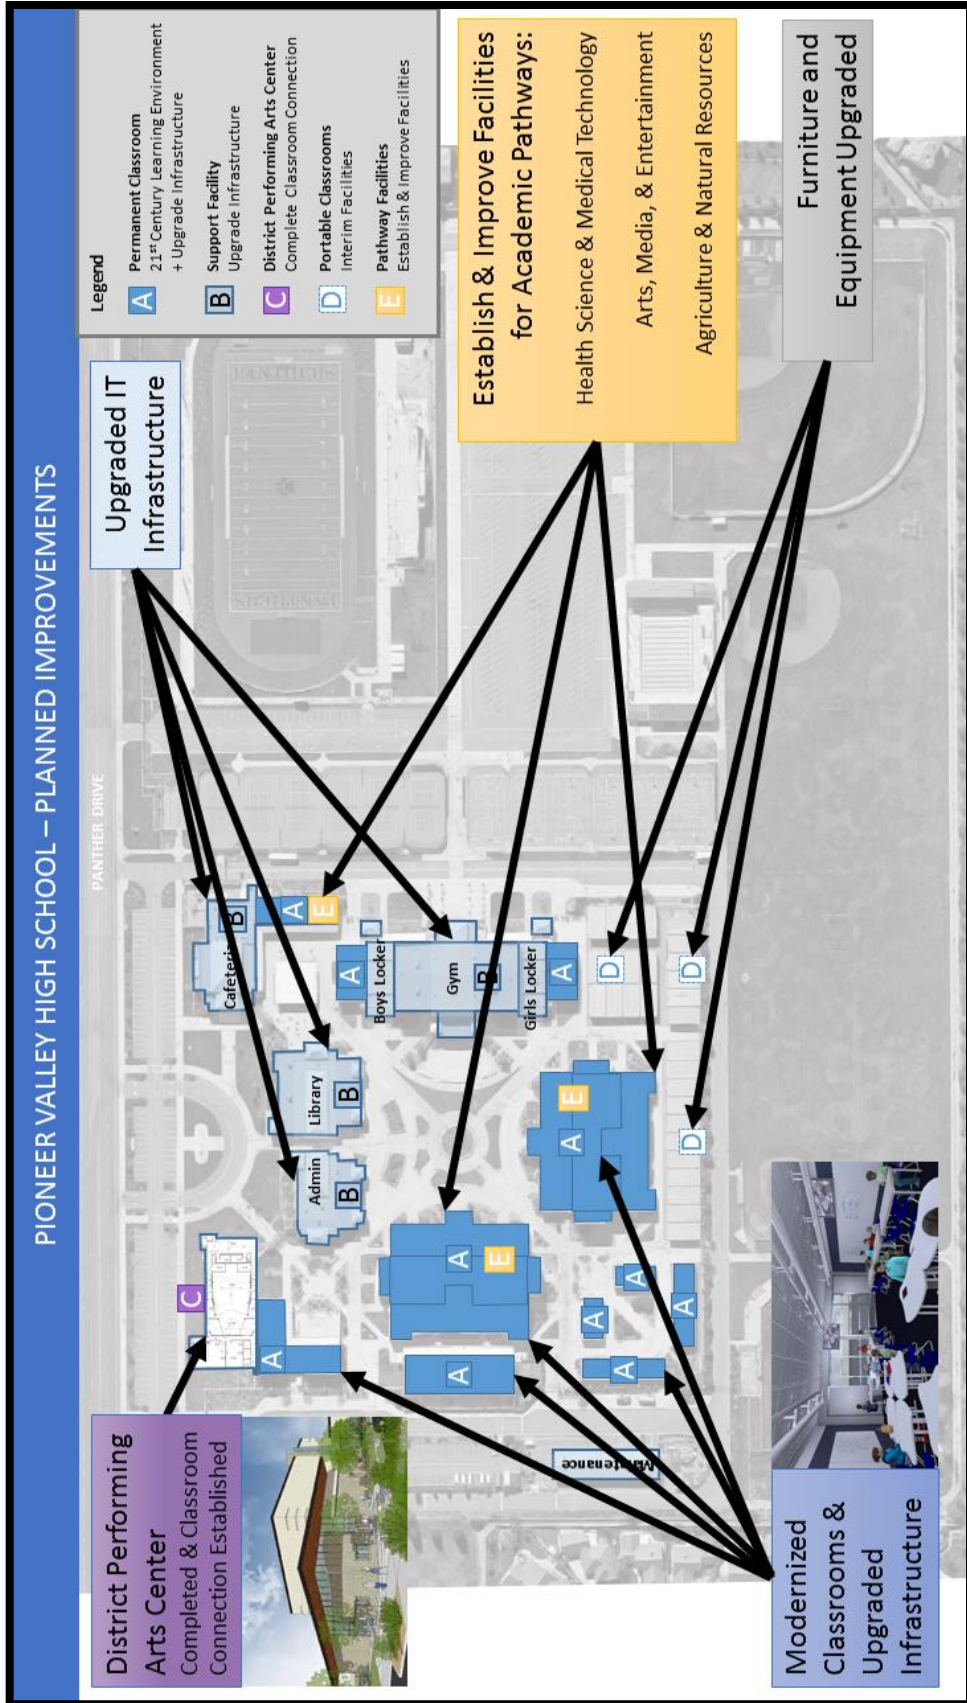 PIONEER VALLEY HIGH SCHOOL – PLANNED IMPROVEMENTS
District Performing
Arts Center
Completed & Classroom
Connection Established
Upgraded IT
Infrastructure
Legend
A
Permanent Classroom
21st Century Learning Environment
+ Upgrade Infrastructure
B
Support Facility
Upgrade Infrastructure
C
District Performing Arts Center
Complete Classroom Connection
D
Portable Classrooms
Interim Facilities
E
Pathway Facilities
Establish & Improve Facilities
PANTHER DRIVE
PANTHERS
PANTHERS
C
A
Admin
B
Library
B
Cafeteria
B
A
E
A
Boys Locker
Gym
B
Girls Locker
A
A
A
E
A
E
A
A
A
A
D
D
D
Maintenance
Establish & Improve Facilities
for Academic Pathways:
Health Science & Medical Technology
Arts, Media, & Entertainment
Agriculture & Natural Resources
Furniture and
Equipment Upgraded
Modernized
Classrooms &
Upgraded
Infrastructure